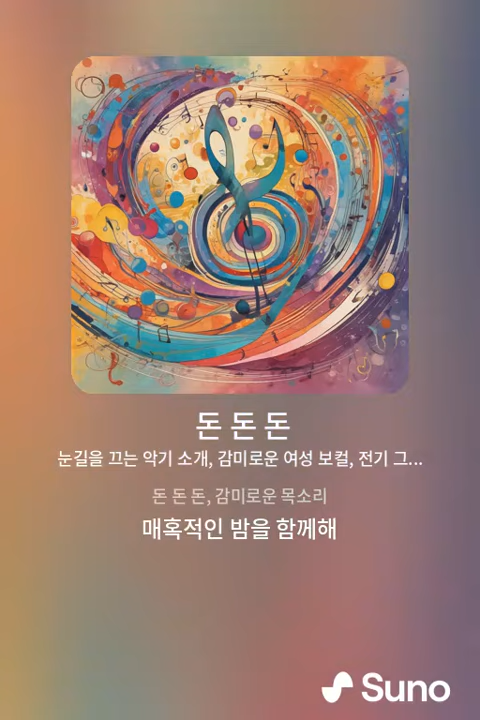 돈 돈 돈
눈길을 끄는 악기 소개, 감미로운 여성 보컬, 전기 그...
돈 돈 돈, 감미로운 목소리
매혹적인 밤을 함께해
Suno